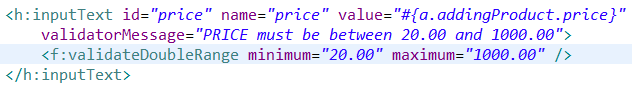 <h:inputText id="price" name="price" value="#{a.addingProduct.price}"
validatorMessage="PRICE must be between 20.00 and 1000.00">
<f:validateDoubleRange minimum="20.00" maximum="1000.00" />
</h:inputText>